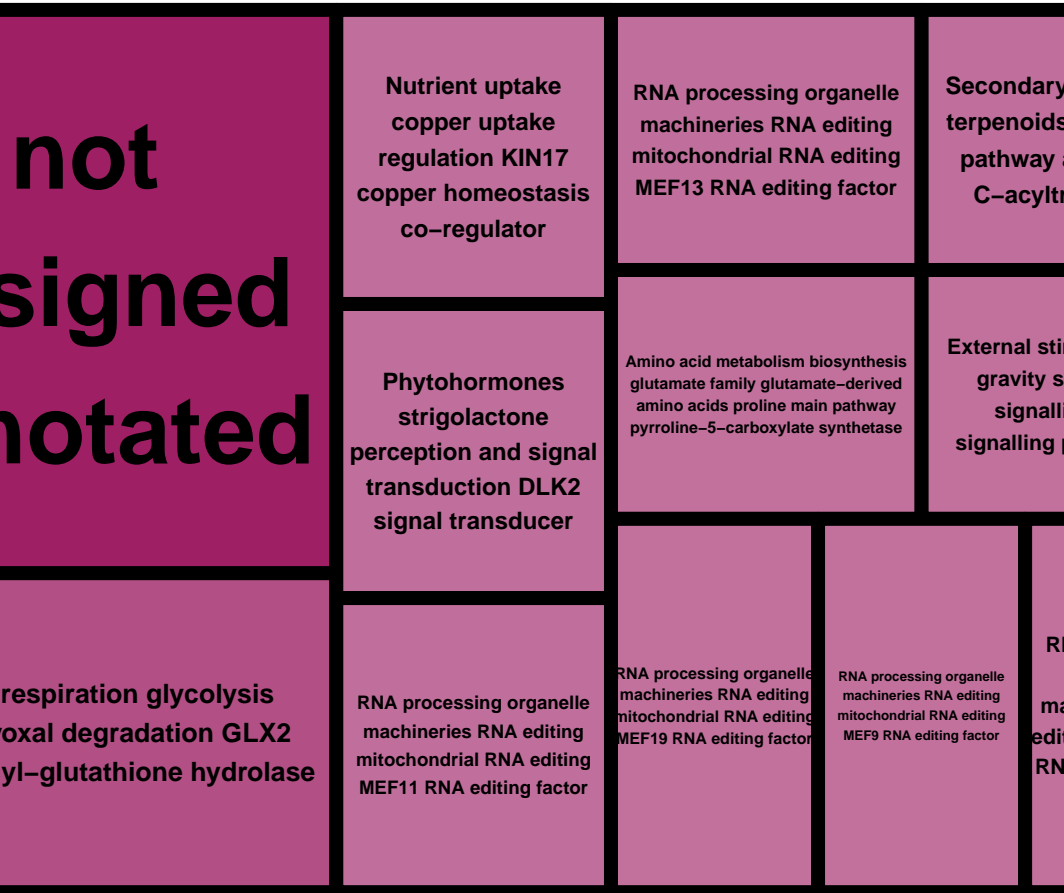 not
signed
notated
respiration glycolysis
oxal degradation GLX2
yl−glutathione hydrolase
Nutrient uptake
copper uptake
regulation KIN17
copper homeostasis
co−regulator
Phytohormones
strigolactone
perception and signal
transduction DLK2
signal transducer
RNA processing organelle
machineries RNA editing
mitochondrial RNA editing
MEF11 RNA editing factor
RNA processing organelle
machineries RNA editing
mitochondrial RNA editing
MEF13 RNA editing factor
Amino acid metabolism biosynthesis
glutamate family glutamate−derived
amino acids proline main pathway
pyrroline−5−carboxylate synthetase
RNA processing organelle
machineries RNA editing
mitochondrial RNA editing
MEF19 RNA editing factor
RNA processing organelle
machineries RNA editing
mitochondrial RNA editing
MEF9 RNA editing factor
Secondary
terpenoids
pathway
C−acylt
External sti
gravity s
signalli
signalling
ma
edit
RN